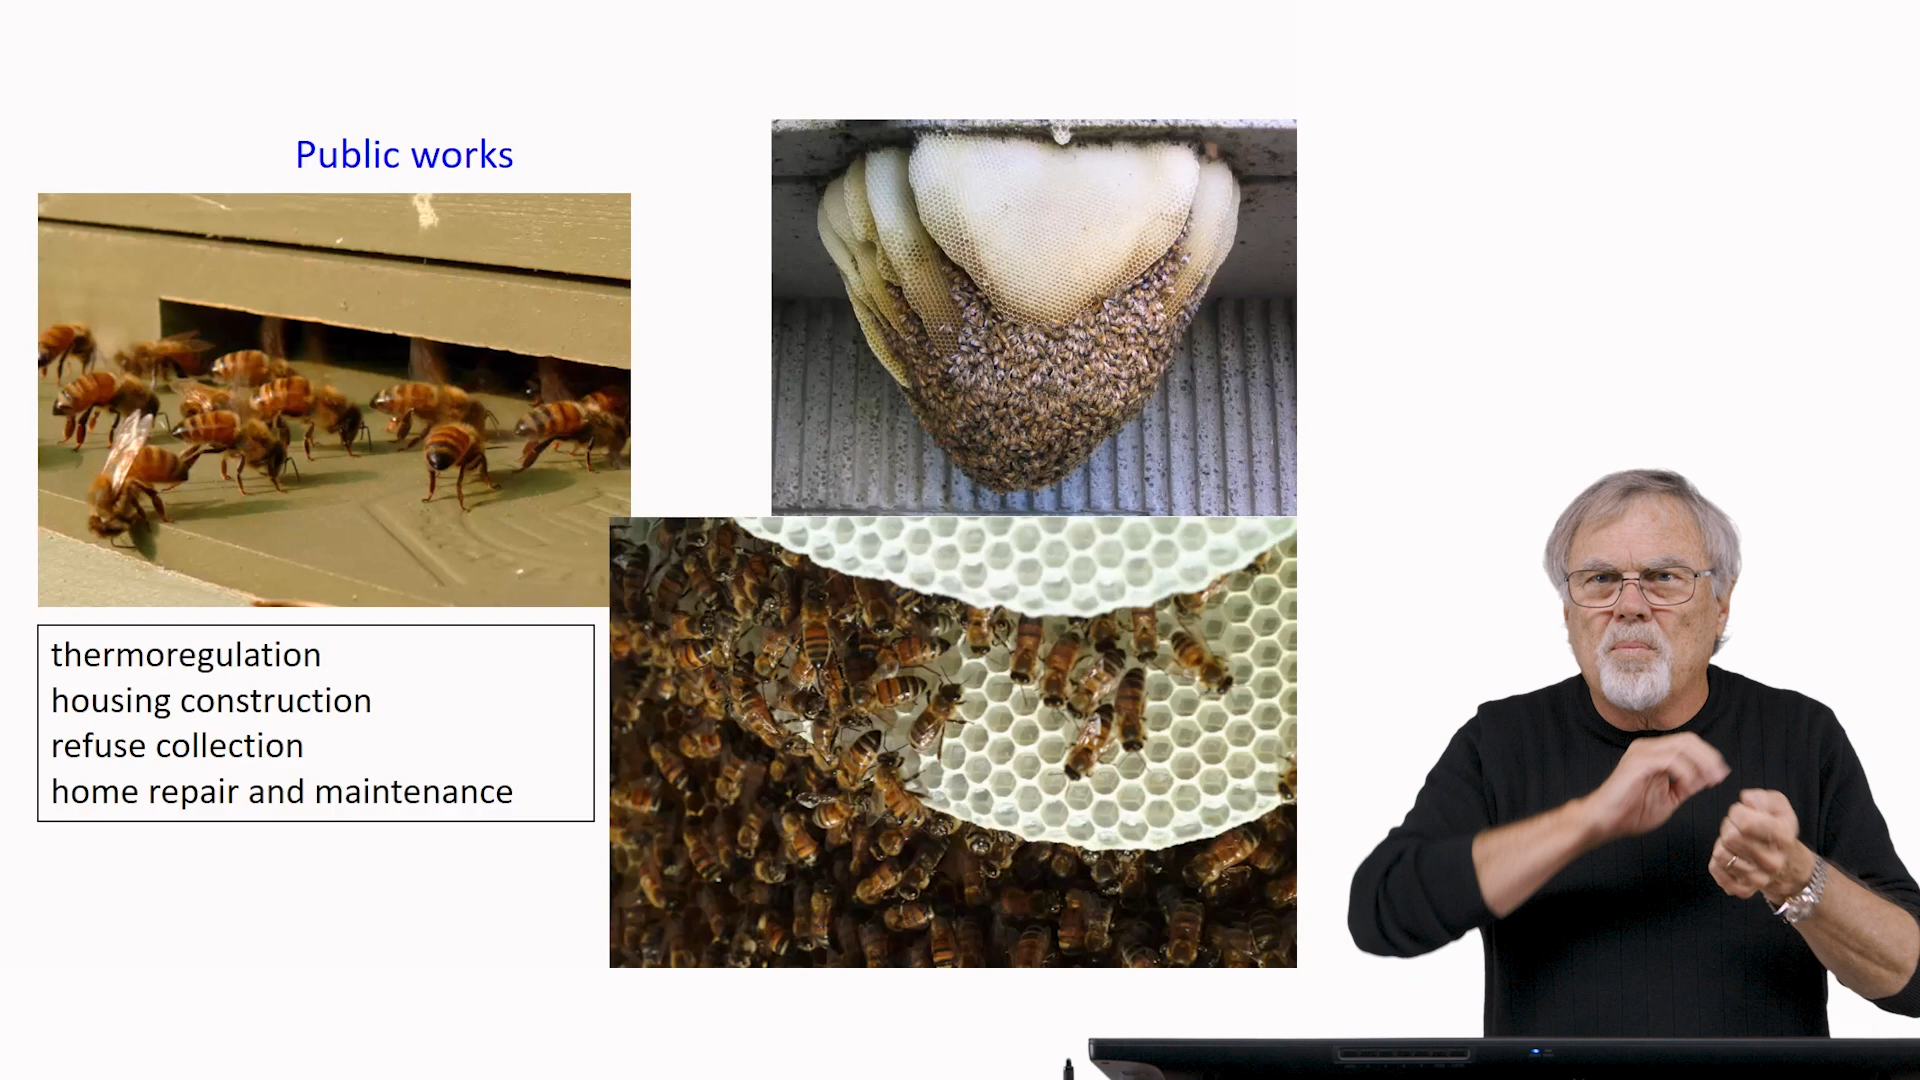 Public works
thermoregulation
housing construction
refuse collection
home repair and maintenance